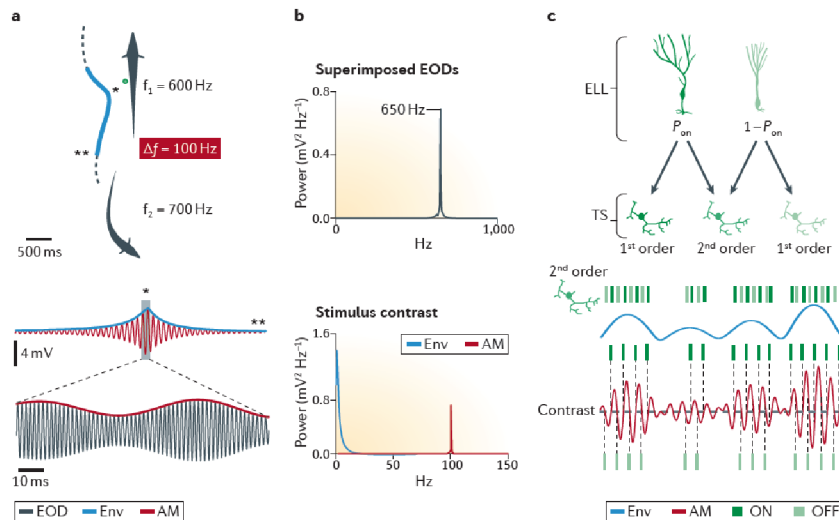 a
f₁ = 600 Hz
*
**
Δf = 100 Hz
f₂ = 700 Hz
500 ms
*
**
4 mV
10 ms
EOD Env AM
b
Superimposed EODs
Power (mV² Hz⁻¹)
0.8
0.4
0.0
650 Hz
0
1,000
Hz
Stimulus contrast
Power (mV² Hz⁻¹)
1.6
0.8
0.0
Env AM
0
50
100
150
Hz
c
ELL
Pon
1–Pon
TS
1st order
2nd order
1st order
2nd order
Contrast
Env AM ON OFF